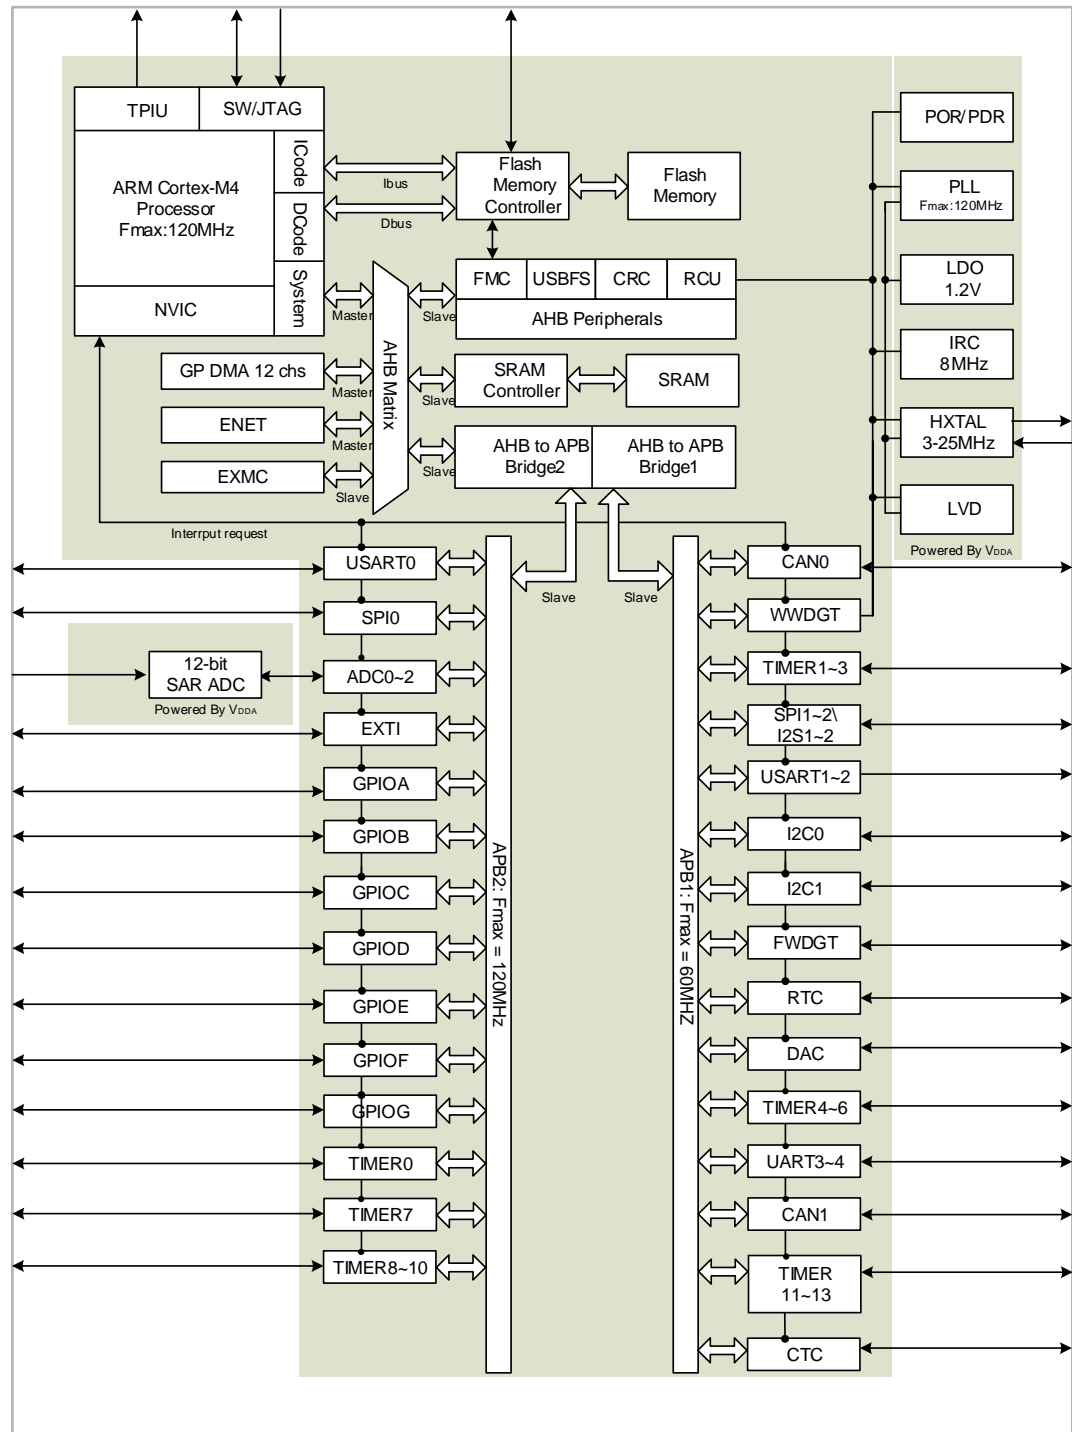 TPIU
SW/JTAG
ICode
DCode
System
ARM Cortex-M4
Processor
Fmax:120MHz
NVIC
Ibus
Dbus
Flash
Memory
Controller
Flash
Memory
FMC
USBFS
CRC
RCU
AHB Peripherals
Master
Slave
AHB Matrix
GP DMA 12 chs
Master
Slave
SRAM
Controller
SRAM
ENET
Master
EXMC
Slave
Slave
AHB to APB
Bridge2
AHB to APB
Bridge1
POR/PDR
PLL
Fmax:120MHz
LDO
1.2V
IRC
8MHz
HXTAL
3-25MHz
LVD
Powered By VDDA
Interrput request
Slave
Slave
USART0
SPI0
12-bit
SAR ADC
Powered By VDDA
ADC0~2
EXTI
GPIOA
GPIOB
GPIOC
GPIOD
GPIOE
GPIOF
GPIOG
TIMER0
TIMER7
TIMER8~10
APB2: Fmax = 120MHz
APB1: Fmax = 60MHZ
CAN0
WWDGT
TIMER1~3
SPI1~2\
I2S1~2
USART1~2
I2C0
I2C1
FWDGT
RTC
DAC
TIMER4~6
UART3~4
CAN1
TIMER
11~13
CTC